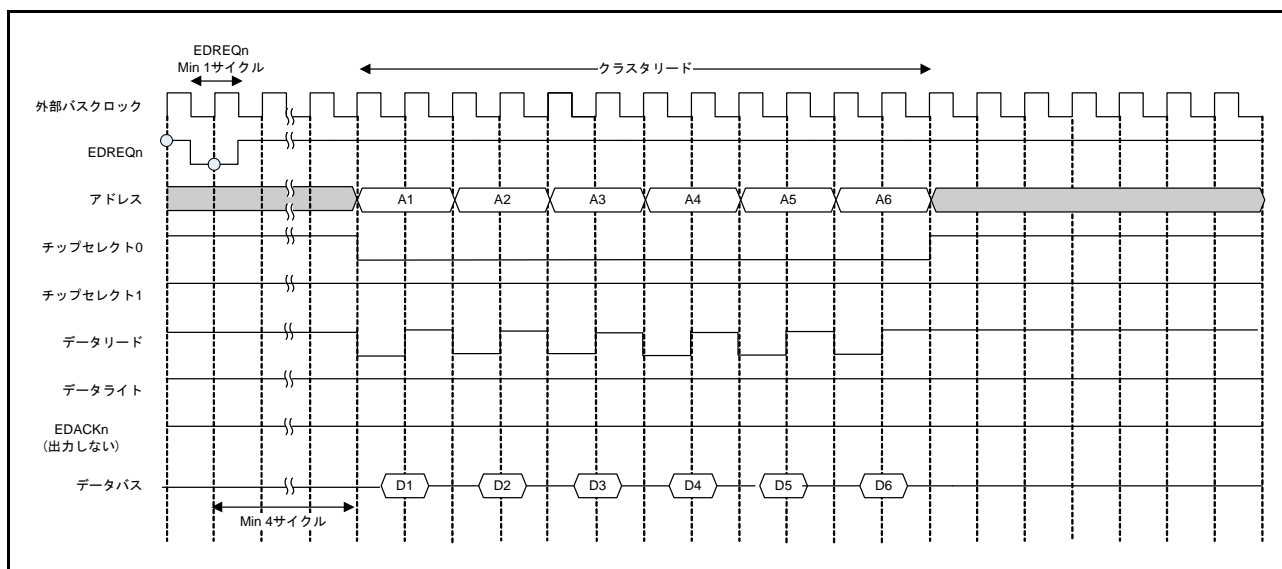 EDREQn
Min 1サイクル
クラスタリード
外部バスクロック
EDREQn
アドレス
A1 A2 A3 A4 A5 A6
チップセレクト0
チップセレクト1
データリード
データライト
EDACKn
(出力しない)
データバス
D1 D2 D3 D4 D5 D6
Min 4サイクル